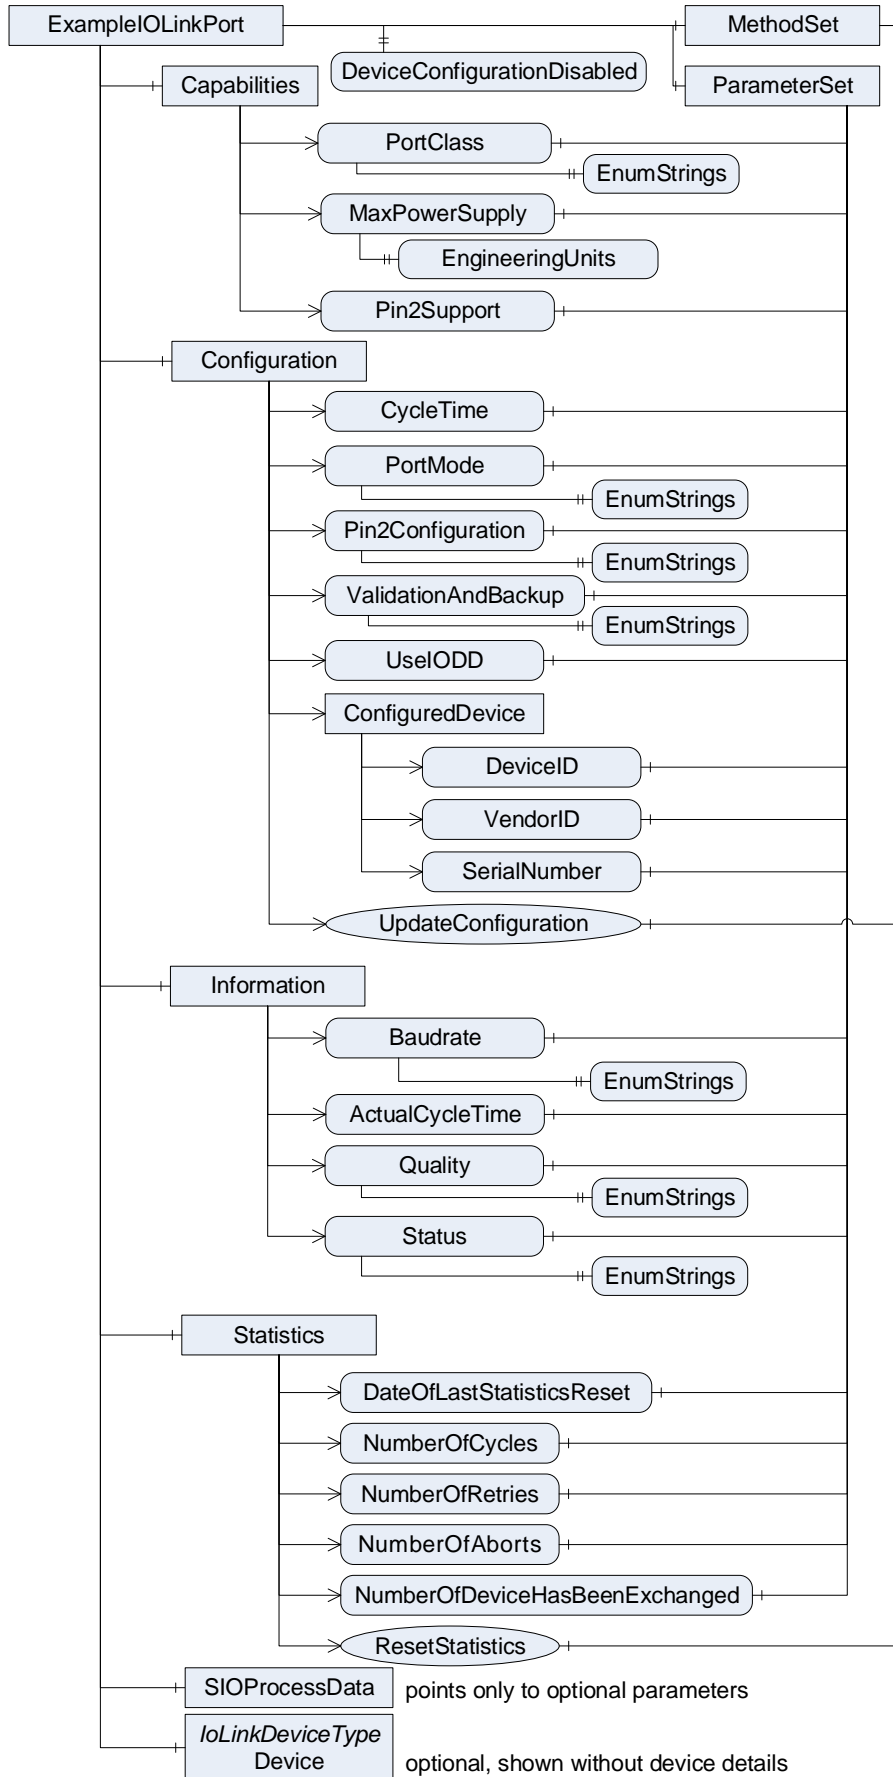 ExampleIOLinkPort
MethodSet
DeviceConfigurationDisabled
Capabilities
ParameterSet
PortClass
EnumStrings
MaxPowerSupply
EngineeringUnits
Pin2Support
Configuration
CycleTime
PortMode
EnumStrings
Pin2Configuration
EnumStrings
ValidationAndBackup
EnumStrings
UseIODD
ConfiguredDevice
DeviceID
VendorID
SerialNumber
UpdateConfiguration
Information
Baudrate
EnumStrings
ActualCycleTime
Quality
EnumStrings
Status
EnumStrings
Statistics
DateOfLastStatisticsReset
NumberOfCycles
NumberOfRetries
NumberOfAborts
NumberOfDeviceHasBeenExchanged
ResetStatistics
SIOProcessData points only to optional parameters
IoLinkDeviceType
Device optional, shown without device details